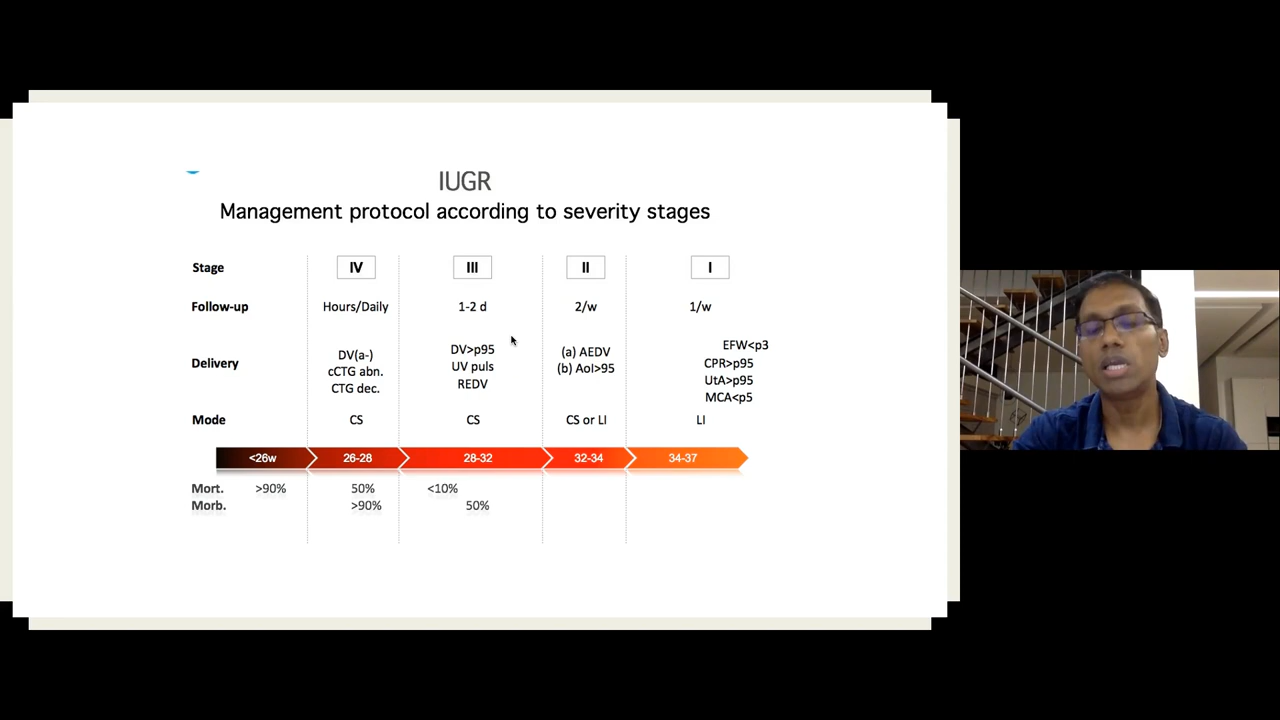 IUGR
Management protocol according to severity stages
Stage IV III II I
Follow-up Hours/Daily 1-2 d 2/w 1/w
Delivery
DV(a-)
cCTG abn.
CTG dec.
DV>p95
UV puls
REDV
(a) AEDV
(b) AoI>95
EFW<p3
CPR>p95
UtA>p95
MCA<p5
Mode CS CS CS or LI LI
<26w 26-28 28-32 32-34 34-37
Mort. >90% 50% <10%
Morb. >90% 50%